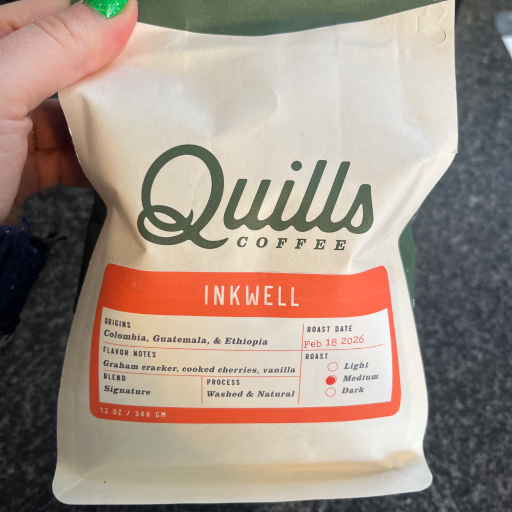 Quills
COFFEE
INKWELL
ORIGINS
Colombia, Guatemala, & Ethiopia
FLAVOR NOTES
Graham cracker, cooked cherries, vanilla
BLEND
Signature
PROCESS
Washed & Natural
ROAST DATE
Feb 18 2026
ROAST
Light
Medium
Dark
12 OZ / 340 GM